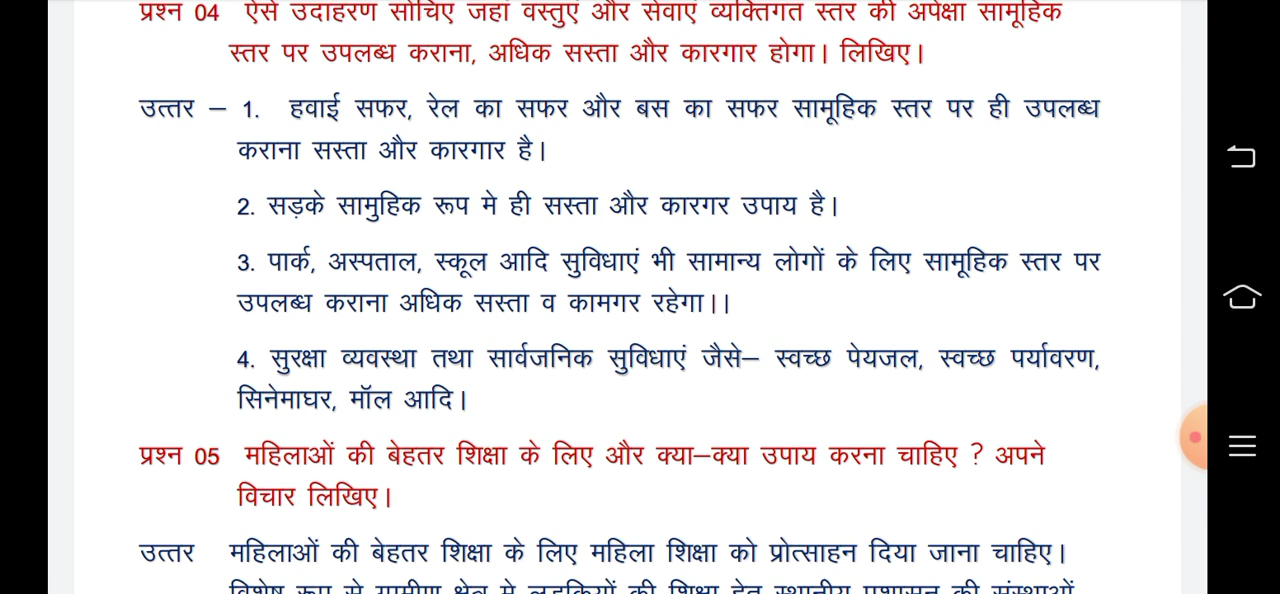 प्रश्न 04 ऐसे उदाहरण सोचिए जहां वस्तुएं और सेवाएं व्यक्तिगत स्तर की अपेक्षा सामूहिक
स्तर पर उपलब्ध कराना, अधिक सस्ता और कारगार होगा। लिखिए।
उत्तर – 1. हवाई सफर, रेल का सफर और बस का सफर सामूहिक स्तर पर ही उपलब्ध
कराना सस्ता और कारगार है।
2. सड़के सामुहिक रूप मे ही सस्ता और कारगर उपाय है।
3. पार्क, अस्पताल, स्कूल आदि सुविधाएं भी सामान्य लोगों के लिए सामूहिक स्तर पर
उपलब्ध कराना अधिक सस्ता व कामगर रहेगा।।
4. सुरक्षा व्यवस्था तथा सार्वजनिक सुविधाएं जैसे– स्वच्छ पेयजल, स्वच्छ पर्यावरण,
सिनेमाघर, मॉल आदि।
प्रश्न 05 महिलाओं की बेहतर शिक्षा के लिए और क्या–क्या उपाय करना चाहिए ? अपने
विचार लिखिए।
उत्तर महिलाओं की बेहतर शिक्षा के लिए महिला शिक्षा को प्रोत्साहन दिया जाना चाहिए।
विशेष रूप से ग्रामीण क्षेत्र मे लड़कियों की शिक्षा हेतु स्थानीय प्रशासन की संस्थाओं